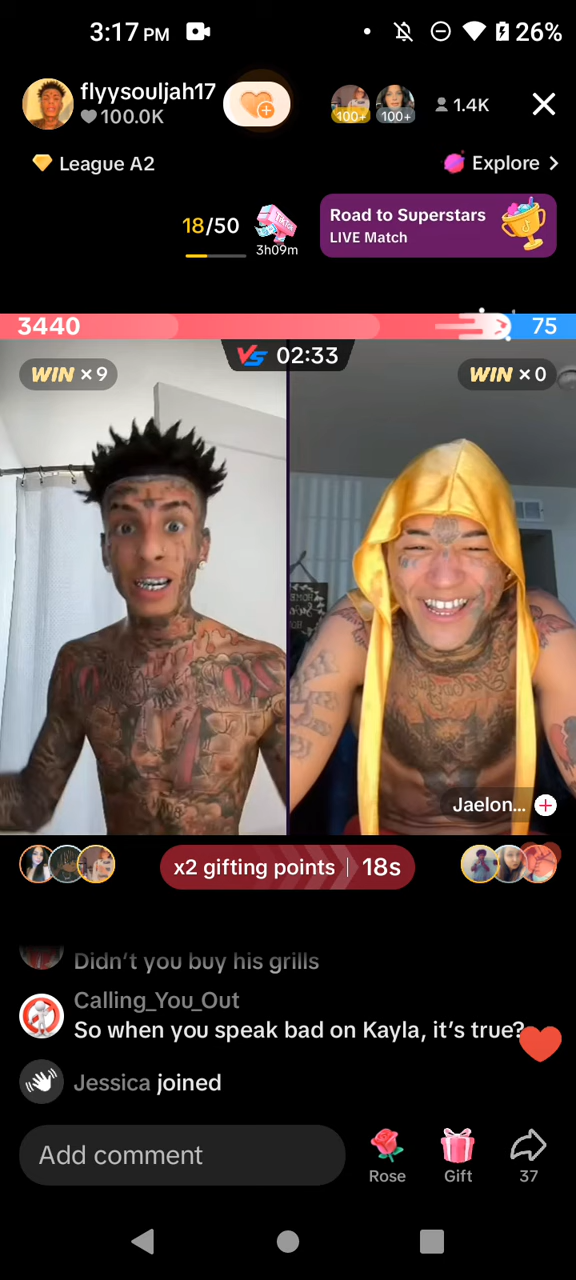 3:17 PM
26%
flyysouljah17
100.0K
100+
100+
1.4K
League A2
Explore >
18/50
TikTok
3h09m
Road to Superstars
LIVE Match
3440
75
VS 02:33
WIN ×9
WIN ×0
Jaelon...
x2 gifting points | 18s
Didn't you buy his grills
Calling_You_Out
So when you speak bad on Kayla, it's true?
Jessica joined
Add comment
Rose
Gift
37